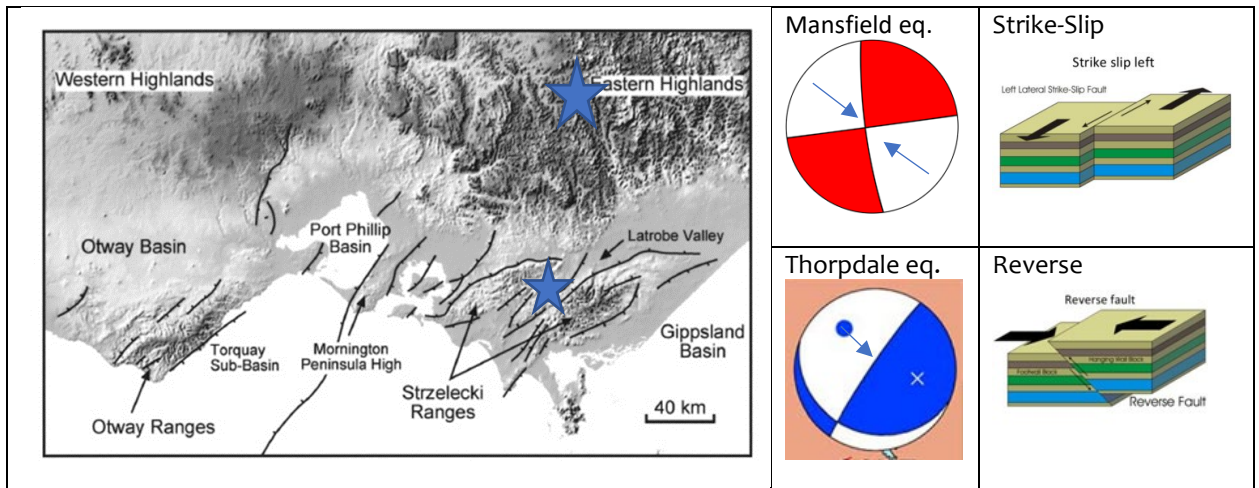 Western Highlands
Eastern Highlands
Otway Basin
Port Phillip
Basin
Latrobe Valley
Torquay
Sub-Basin
Mornington
Peninsula High
Gippsland
Basin
Strzelecki
Ranges
Otway Ranges
40 km
Mansfield eq.
Strike-Slip
Strike slip left
Left Lateral Strike-Slip Fault
Thorpdale eq.
Reverse
Reverse fault
Hanging Wall Block
Footwall Block
Reverse Fault